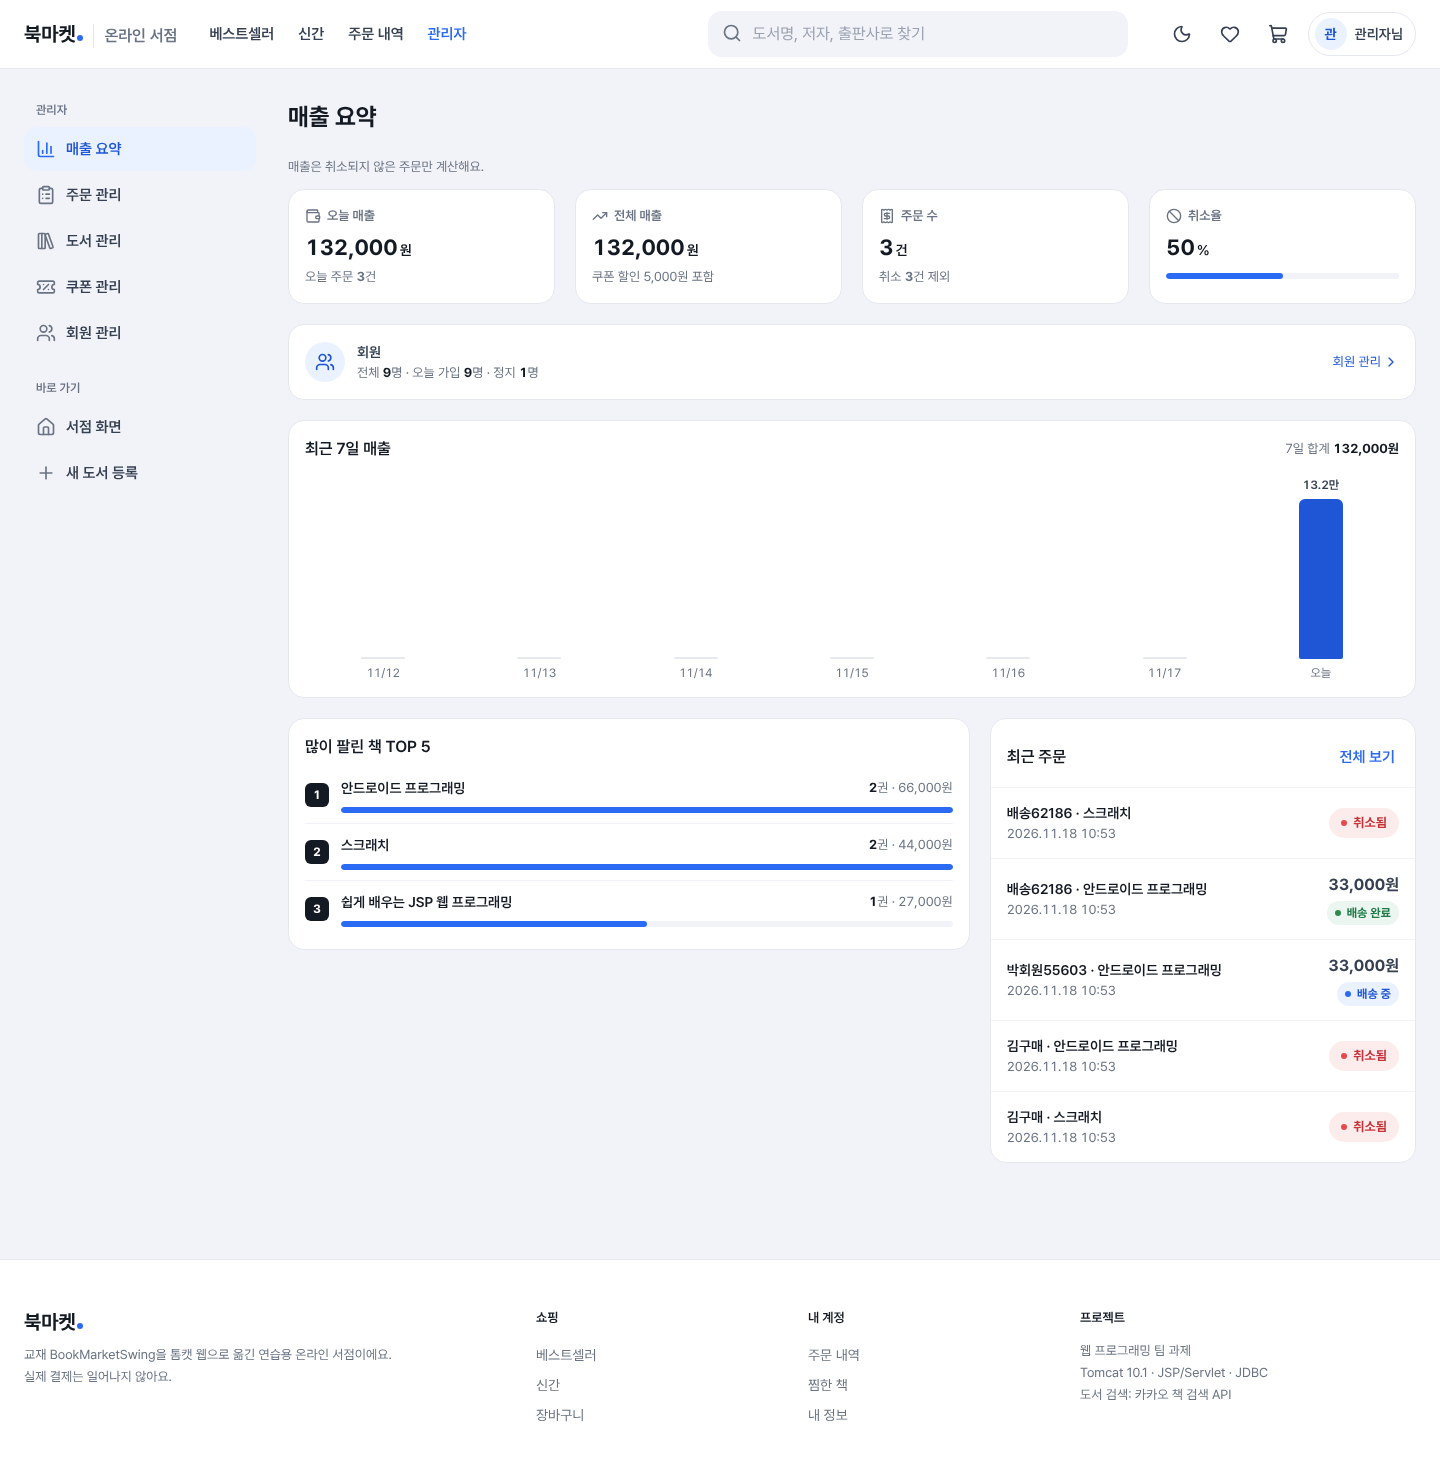 북마켓 온라인 서점 베스트셀러 신간 주문 내역 관리자 도서명, 저자, 출판사로 찾기 관 관리자님
관리자
매출 요약
주문 관리
도서 관리
쿠폰 관리
회원 관리
바로 가기
서점 화면
새 도서 등록
매출 요약
매출은 취소되지 않은 주문만 계산해요.
오늘 매출
132,000원
오늘 주문 3건
전체 매출
132,000원
쿠폰 할인 5,000원 포함
주문 수
3건
취소 3건 제외
취소율
50%
회원
전체 9명 · 오늘 가입 9명 · 정지 1명
회원 관리
최근 7일 매출
7일 합계 132,000원
13.2만
11/12 11/13 11/14 11/15 11/16 11/17 오늘
많이 팔린 책 TOP 5
1 안드로이드 프로그래밍 2권 · 66,000원
2 스크래치 2권 · 44,000원
3 쉽게 배우는 JSP 웹 프로그래밍 1권 · 27,000원
최근 주문 전체 보기
배송62186 · 스크래치
2026.11.18 10:53
취소됨
배송62186 · 안드로이드 프로그래밍
2026.11.18 10:53
33,000원
배송 완료
박회원55603 · 안드로이드 프로그래밍
2026.11.18 10:53
33,000원
배송 중
김구매 · 안드로이드 프로그래밍
2026.11.18 10:53
취소됨
김구매 · 스크래치
2026.11.18 10:53
취소됨
북마켓
교재 BookMarketSwing을 톰캣 웹으로 옮긴 연습용 온라인 서점이에요.
실제 결제는 일어나지 않아요.
쇼핑
베스트셀러
신간
장바구니
내 계정
주문 내역
찜한 책
내 정보
프로젝트
웹 프로그래밍 팀 과제
Tomcat 10.1 · JSP/Servlet · JDBC
도서 검색: 카카오 책 검색 API